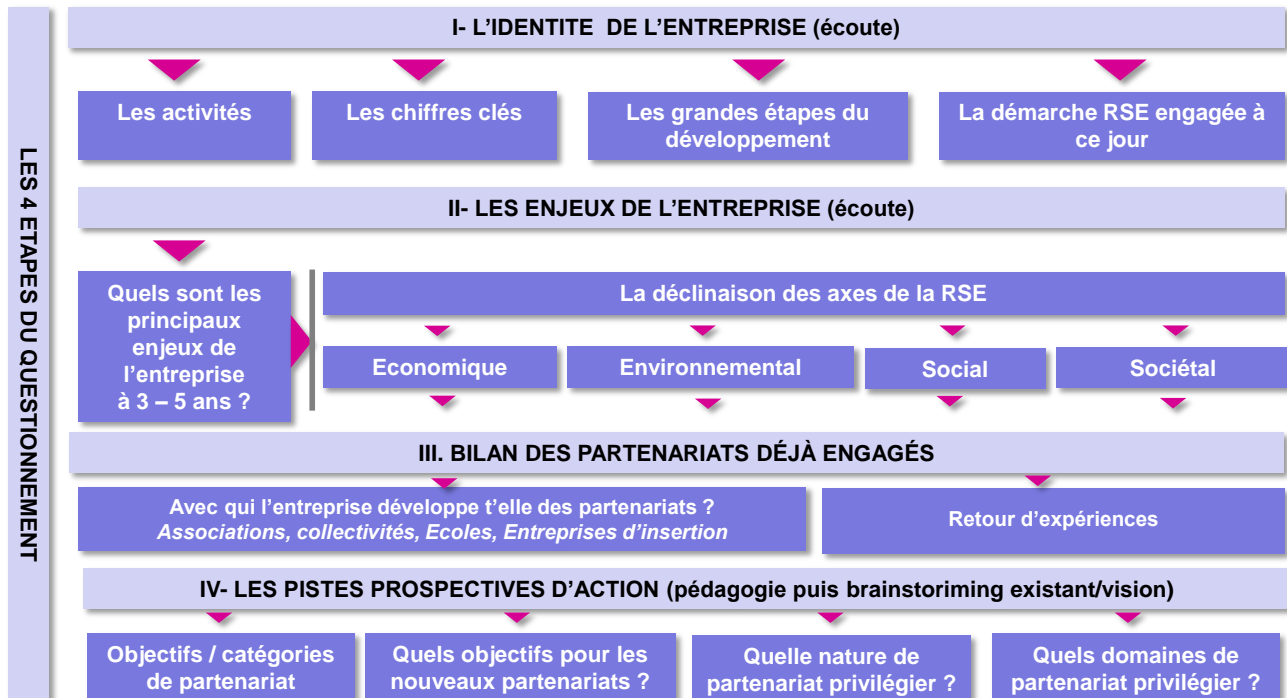 LES 4 ETAPES DU QUESTIONNEMENT
I- L'IDENTITE DE L'ENTREPRISE (écoute)
Les activités
Les chiffres clés
Les grandes étapes du
développement
La démarche RSE engagée à
ce jour
II- LES ENJEUX DE L'ENTREPRISE (écoute)
Quels sont les
principaux
enjeux de
l'entreprise
à 3 – 5 ans ?
La déclinaison des axes de la RSE
Economique
Environnemental
Social
Sociétal
III. BILAN DES PARTENARIATS DÉJÀ ENGAGÉS
Avec qui l'entreprise développe t'elle des partenariats ?
Associations, collectivités, Ecoles, Entreprises d'insertion
Retour d'expériences
IV- LES PISTES PROSPECTIVES D'ACTION (pédagogie puis brainstoriming existant/vision)
Objectifs / catégories
de partenariat
Quels objectifs pour les
nouveaux partenariats ?
Quelle nature de
partenariat privilégier ?
Quels domaines de
partenariat privilégier ?